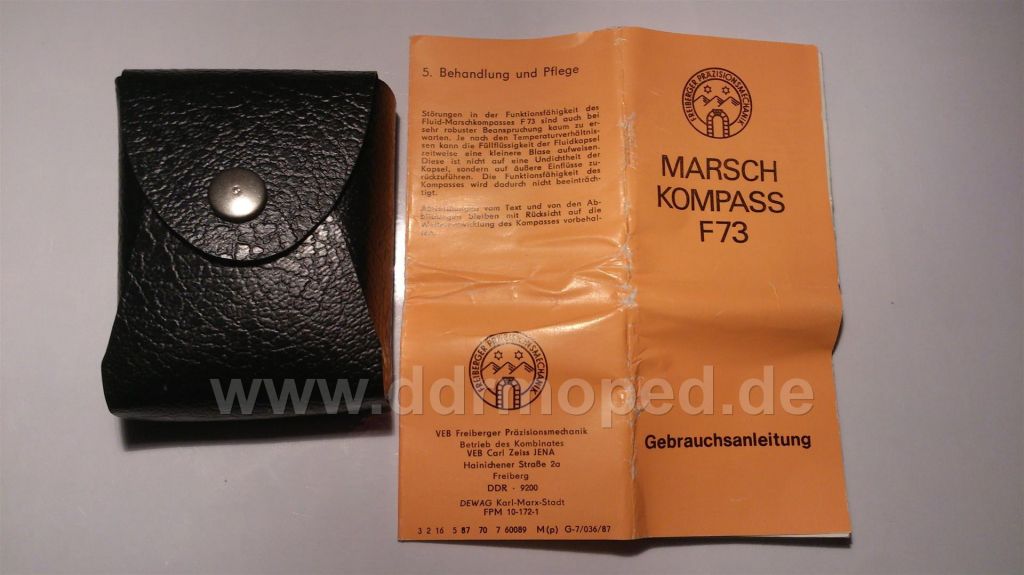 5. Behandlung und Pflege
Störungen in der Funktionsfähigkeit des
Fluid-Marschkompasses F 73 sind auch bei
sehr robuster Beanspruchung kaum zu er-
warten. Je nach den Temperaturverhältnis-
sen kann die Füllflüssigkeit der Fluidkapsel
zeitweise eine kleinere Blase aufweisen.
Diese ist nicht auf eine Undichtheit der
Kapsel, sondern auf äußere Einflüsse zu-
rückzuführen. Die Funktionsfähigkeit des
Kompasses wird dadurch nicht beeinträch-
tigt.
Abweichungen vom Text und von den Ab-
bildungen bleiben mit Rücksicht auf die
Weiterentwicklung des Kompasses vorbehal-
ten.
FREIBERGER PRÄZISIONSMECHANIK
VEB Freiberger Präzisionsmechanik
Betrieb des Kombinates
VEB Carl Zeiss JENA
Hainichener Straße 2a
Freiberg
DDR - 9200
DEWAG Karl-Marx-Stadt
FPM 10-172-1
3 2 16 5 87 70 7 60089 M(p) G-7/036/87
FREIBERGER PRÄZISIONSMECHANIK
MARSCH
KOMPASS
F73
Gebrauchsanleitung
www.ddrmoped.de